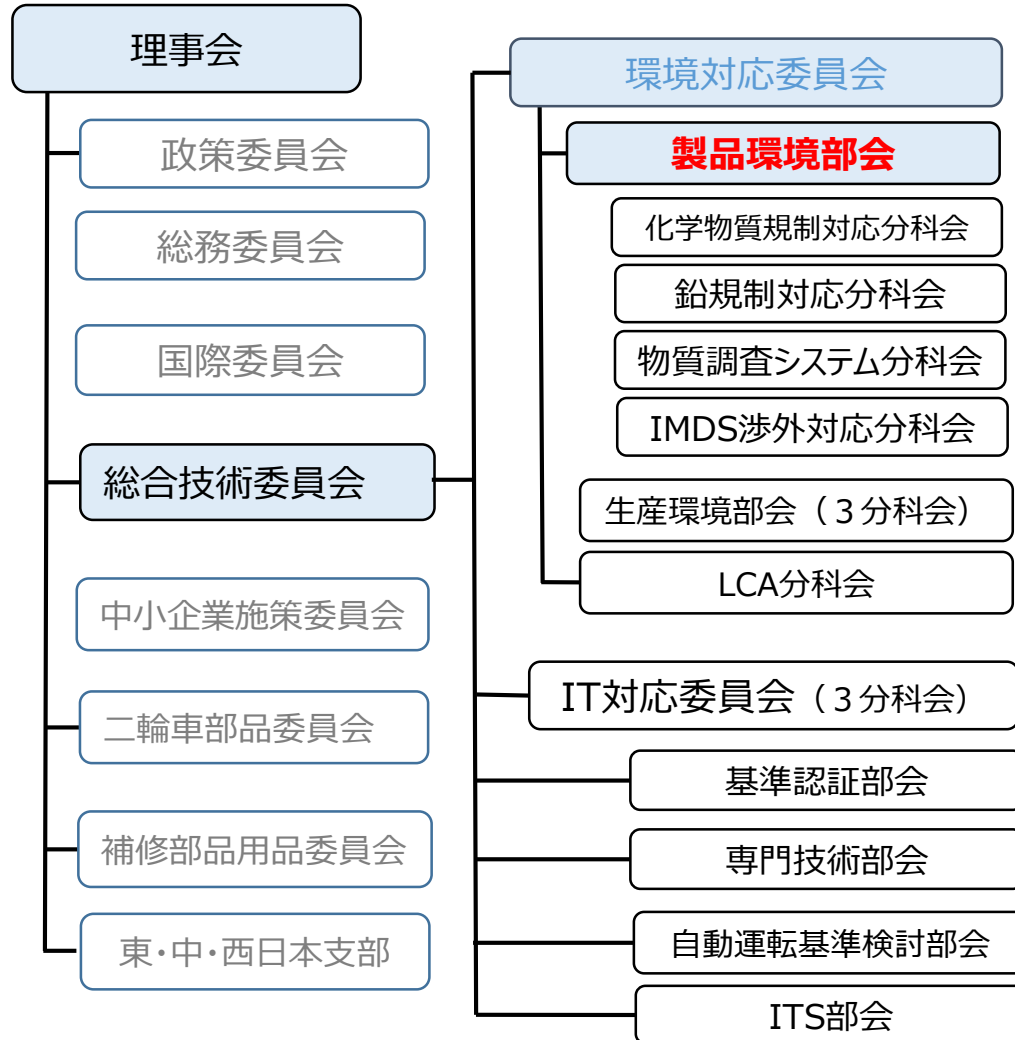 理事会
政策委員会
総務委員会
国際委員会
総合技術委員会
中小企業施策委員会
二輪車部品委員会
補修部品用品委員会
東・中・西日本支部
環境対応委員会
製品環境部会
化学物質規制対応分科会
鉛規制対応分科会
物質調査システム分科会
IMDS渉外対応分科会
生産環境部会（３分科会）
LCA分科会
IT対応委員会（３分科会）
基準認証部会
専門技術部会
自動運転基準検討部会
ITS部会